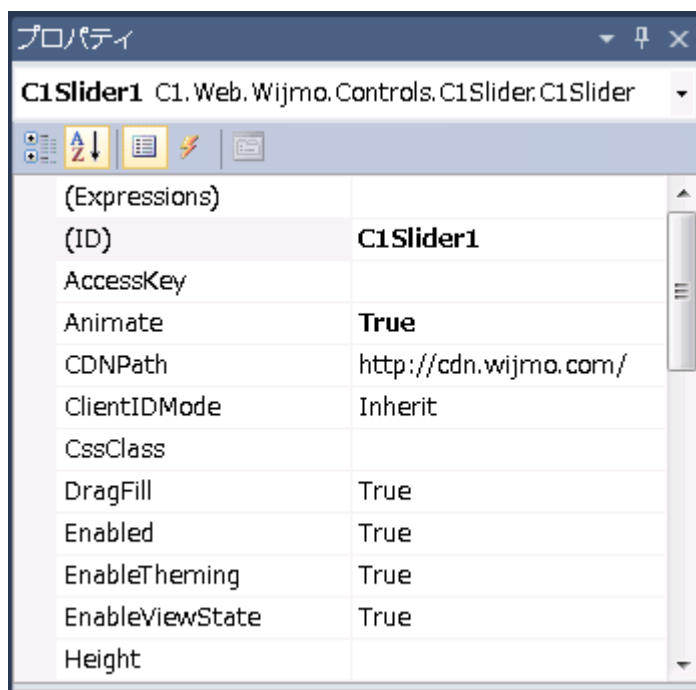 プロパティ
C1Slider1 C1.Web.Wijmo.Controls.C1Slider.C1Slider
(Expressions)
(ID) C1Slider1
AccessKey
Animate True
CDNPath http://cdn.wijmo.com/
ClientIDMode Inherit
CssClass
DragFill True
Enabled True
EnableTheming True
EnableViewState True
Height